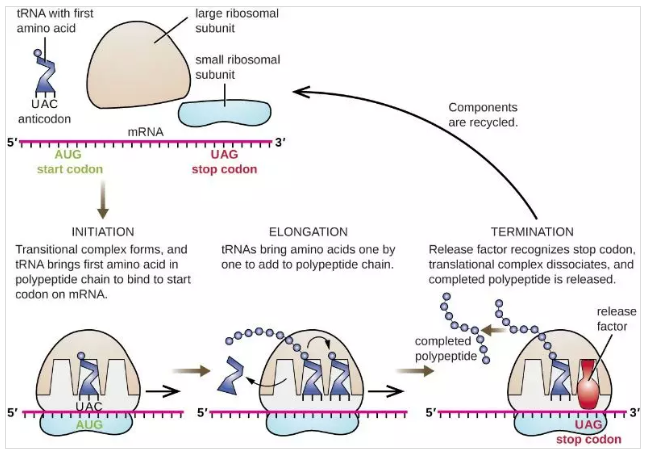 tRNA with first
amino acid
large ribosomal
subunit
small ribosomal
subunit
UAC
anticodon
mRNA
5′
3′
AUG
start codon
UAG
stop codon
Components
are recycled.
INITIATION
Transitional complex forms, and
tRNA brings first amino acid in
polypeptide chain to bind to start
codon on mRNA.
ELONGATION
tRNAs bring amino acids one by
one to add to polypeptide chain.
TERMINATION
Release factor recognizes stop codon,
translational complex dissociates, and
completed polypeptide is released.
release
factor
completed
polypeptide
UAC
5′
AUG
5′
5′
3′
UAG
stop codon